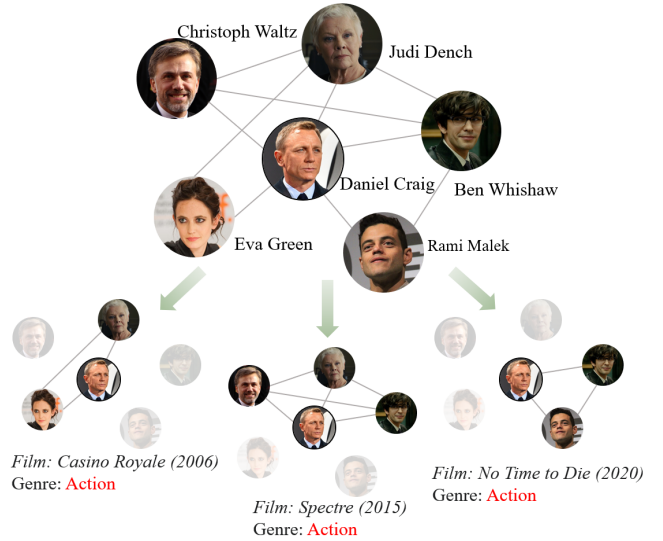 Christoph Waltz
Judi Dench
Daniel Craig
Ben Whishaw
Eva Green
Rami Malek
Film: Casino Royale (2006)
Genre: Action
Film: Spectre (2015)
Genre: Action
Film: No Time to Die (2020)
Genre: Action